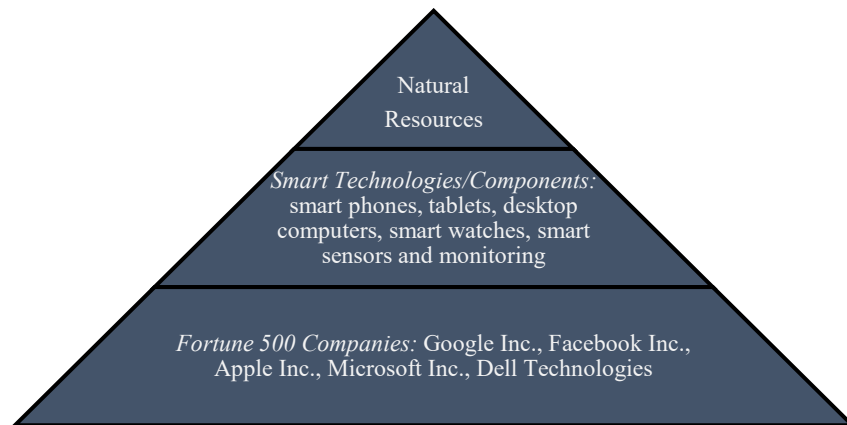 Natural
Resources
Smart Technologies/Components:
smart phones, tablets, desktop
computers, smart watches, smart
sensors and monitoring
Fortune 500 Companies: Google Inc., Facebook Inc.,
Apple Inc., Microsoft Inc., Dell Technologies